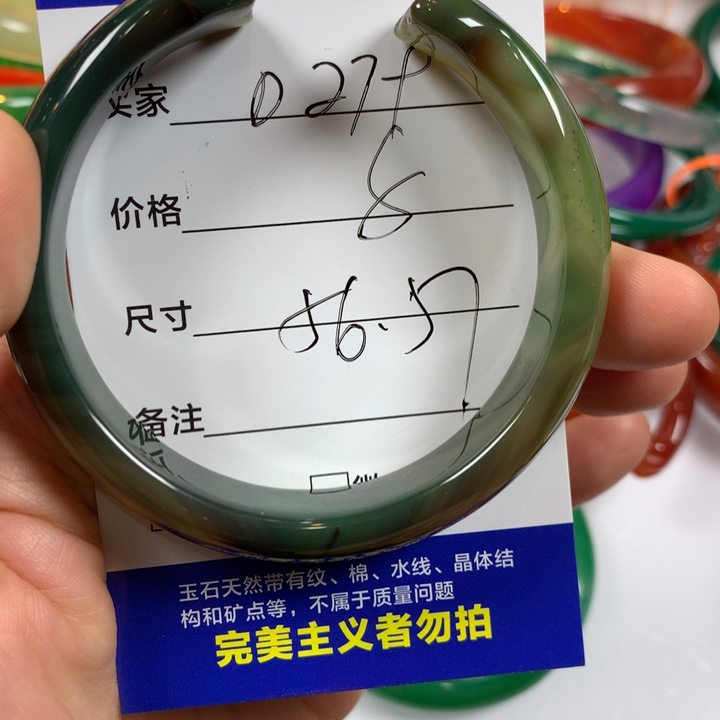 买家 0279
价格 8
尺寸 56.57
备注
玉石天然带有纹、棉、水线、晶体结
构和矿点等，不属于质量问题
完美主义者勿拍